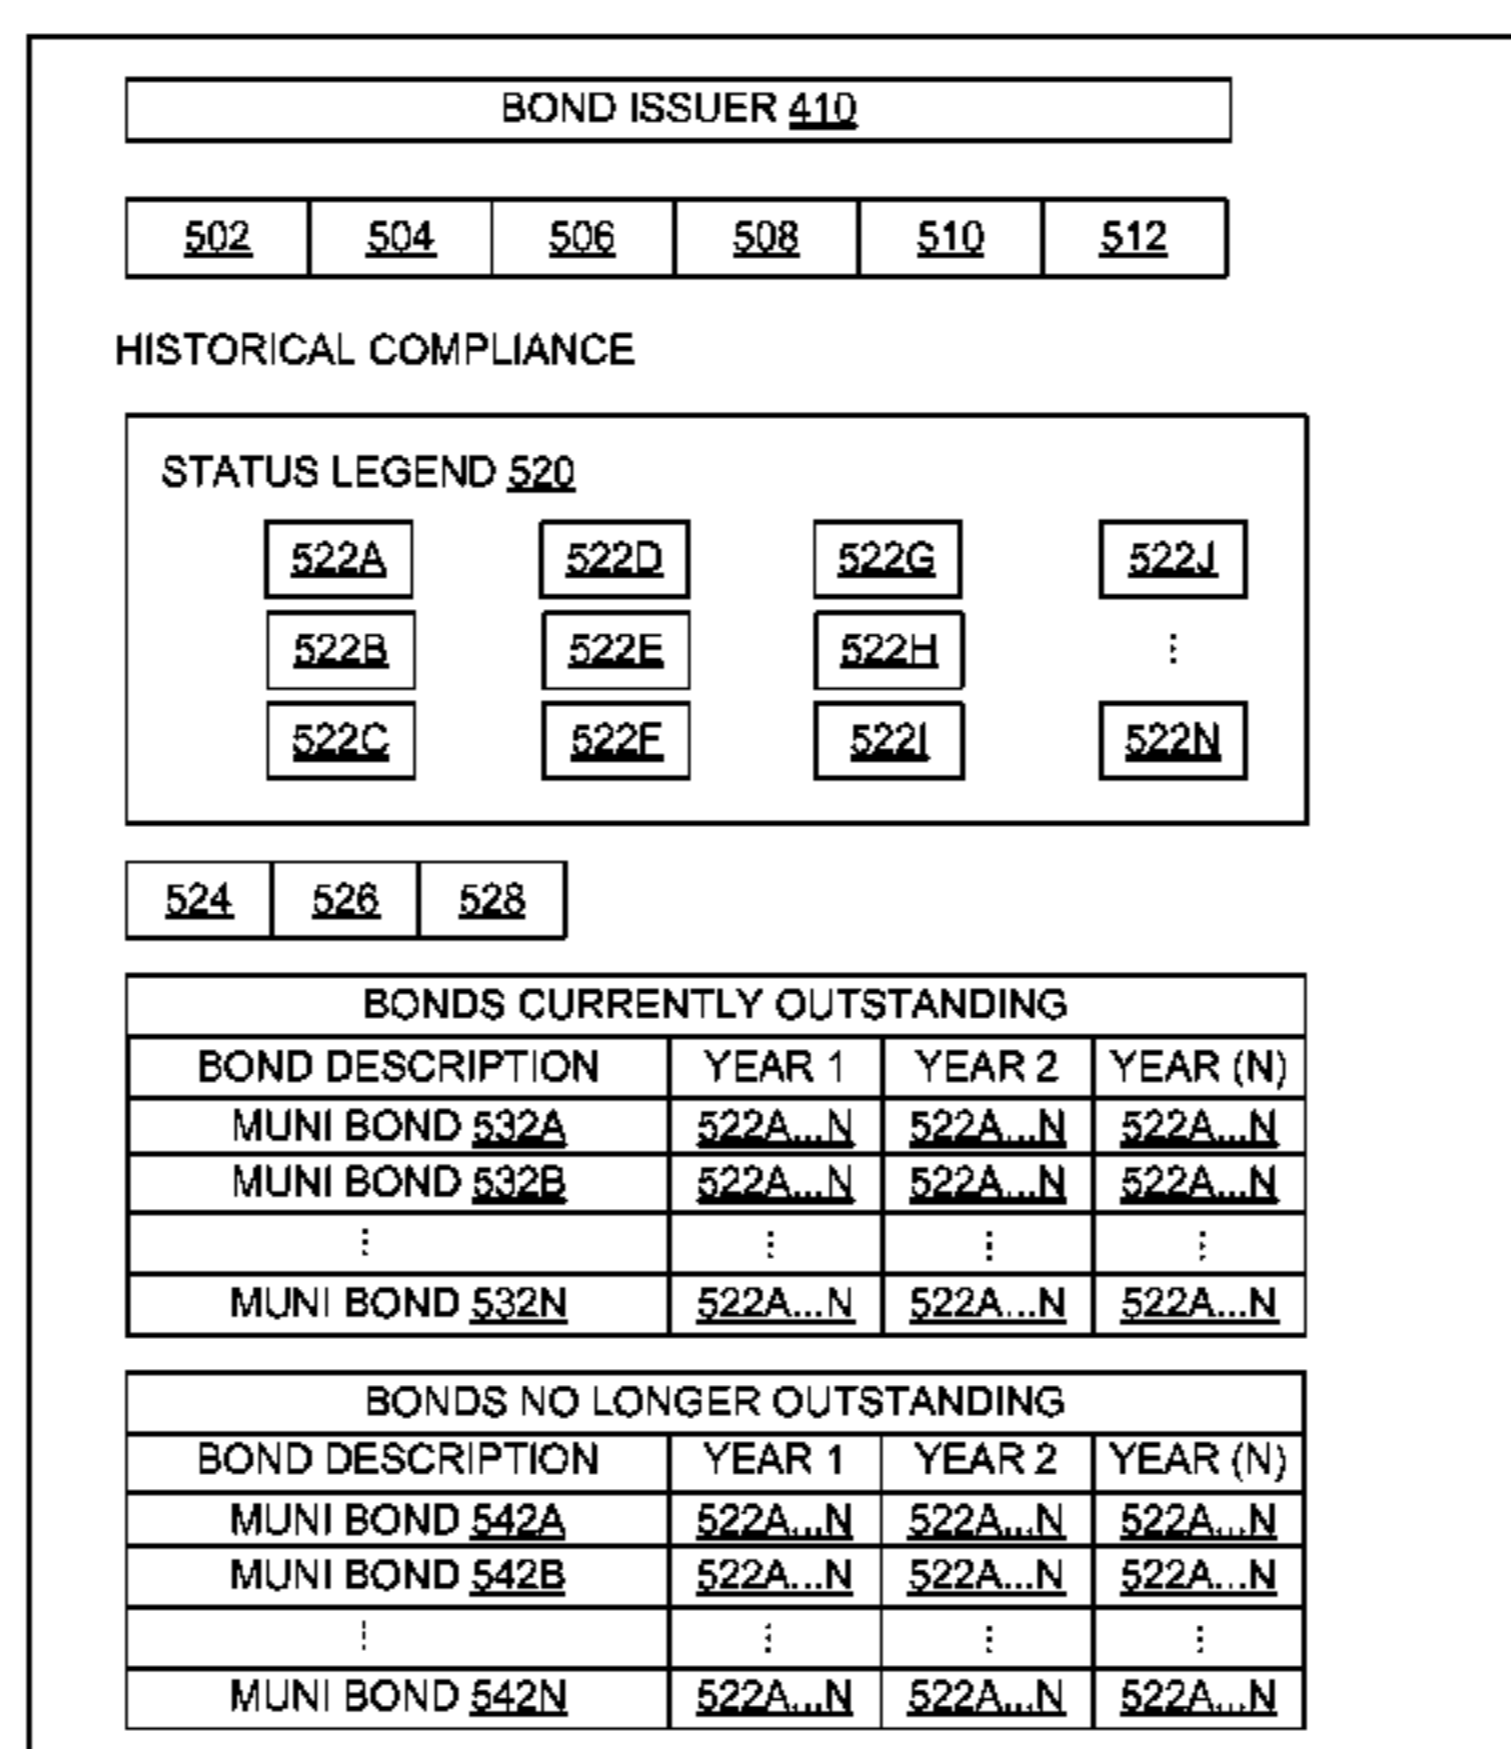 BOND ISSUER 410
502 504 506 508 510 512
HISTORICAL COMPLIANCE
STATUS LEGEND 520
522A 522D 522G 522J
522B 522E 522H ⋮
522C 522F 522I 522N
524 526 528
BONDS CURRENTLY OUTSTANDING
BOND DESCRIPTION YEAR 1 YEAR 2 YEAR (N)
MUNI BOND 532A 522A...N 522A...N 522A...N
MUNI BOND 532B 522A...N 522A...N 522A...N
⋮ ⋮ ⋮ ⋮
MUNI BOND 532N 522A...N 522A...N 522A...N
BONDS NO LONGER OUTSTANDING
BOND DESCRIPTION YEAR 1 YEAR 2 YEAR (N)
MUNI BOND 542A 522A...N 522A...N 522A...N
MUNI BOND 542B 522A...N 522A...N 522A...N
⋮ ⋮ ⋮ ⋮
MUNI BOND 542N 522A...N 522A...N 522A...N